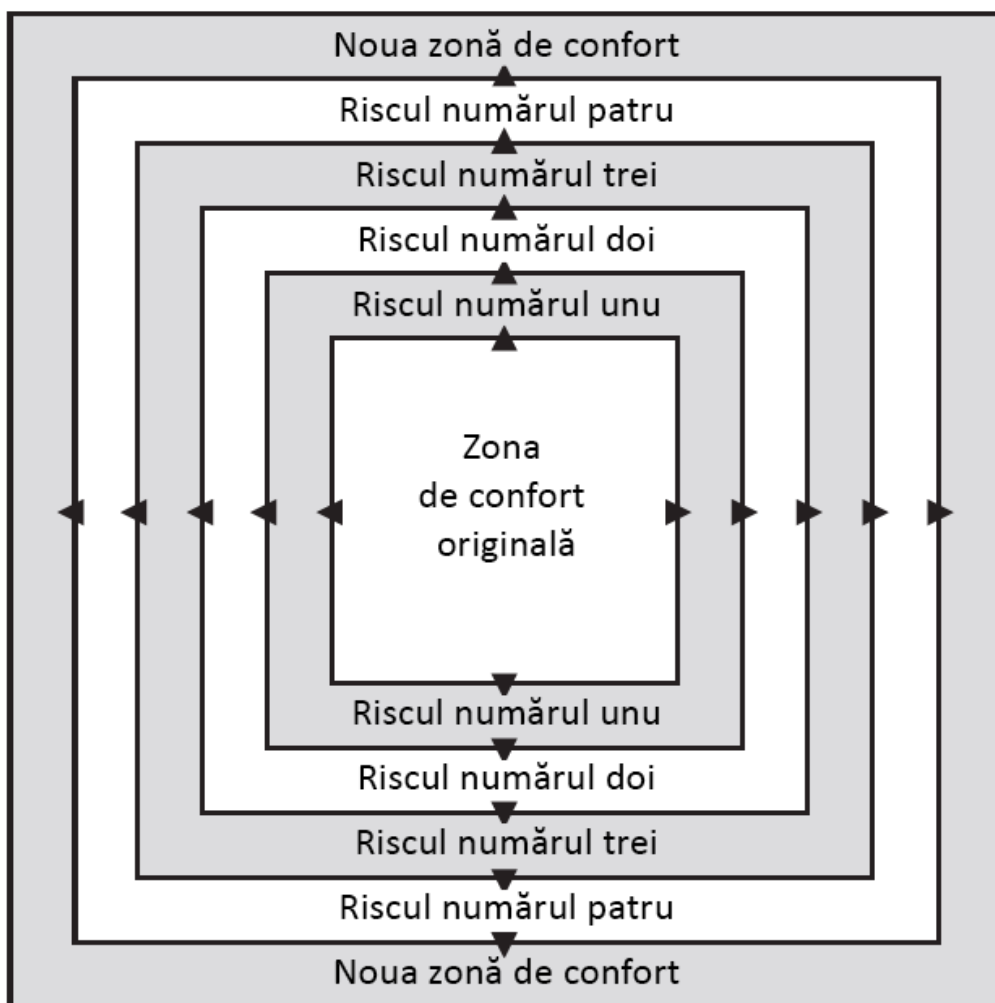 Noua zonă de confort
Riscul numărul patru
Riscul numărul trei
Riscul numărul doi
Riscul numărul unu
Zona
de confort
originală
Riscul numărul unu
Riscul numărul doi
Riscul numărul trei
Riscul numărul patru
Noua zonă de confort